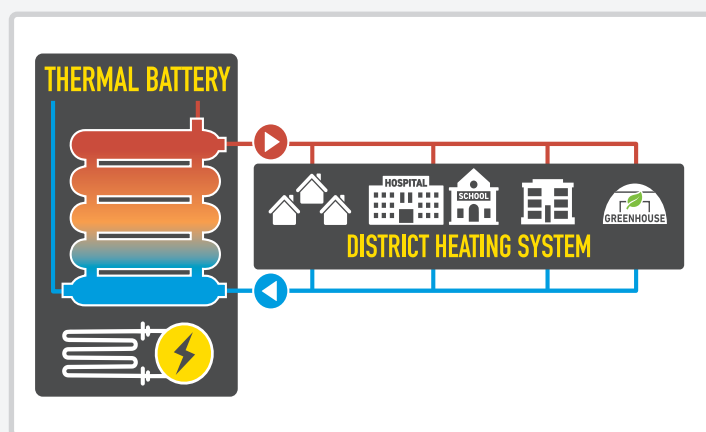 THERMAL BATTERY
HOSPITAL
SCHOOL
GREENHOUSE
DISTRICT HEATING SYSTEM